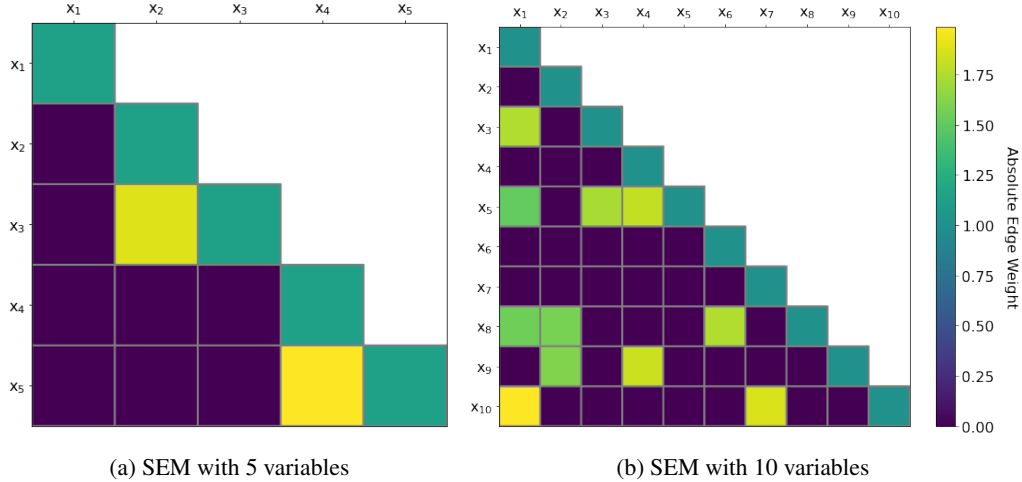 x₁ x₂ x₃ x₄ x₅
x₁
x₂
x₃
x₄
x₅
(a) SEM with 5 variables
x₁ x₂ x₃ x₄ x₅ x₆ x₇ x₈ x₉ x₁₀
x₁
x₂
x₃
x₄
x₅
x₆
x₇
x₈
x₉
x₁₀
(b) SEM with 10 variables
1.75
1.50
1.25
1.00
0.75
0.50
0.25
0.00
Absolute Edge Weight